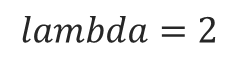 lambda = 2